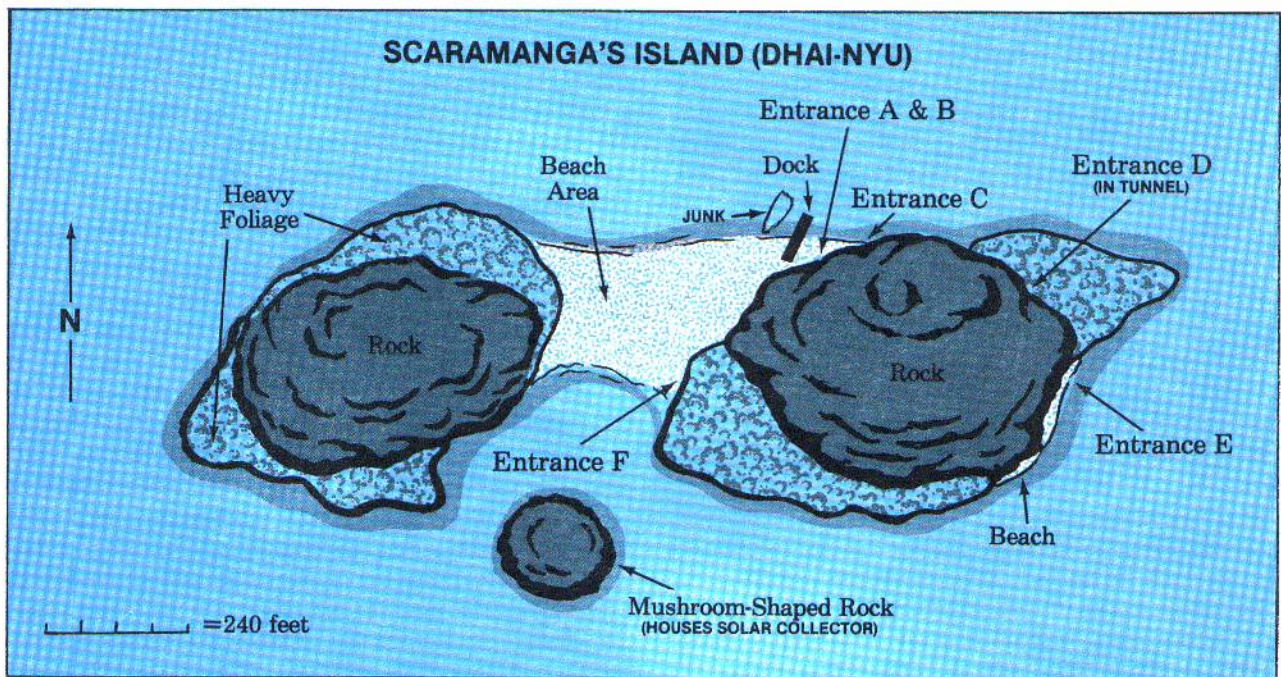 SCARAMANGA'S ISLAND (DHAI-NYU)
Entrance A & B
Beach
Area
Dock
Entrance D
(IN TUNNEL)
Heavy
Foliage
JUNK
Entrance C
N
Rock
Rock
Entrance F
Entrance E
Beach
Mushroom-Shaped Rock
(HOUSES SOLAR COLLECTOR)
=240 feet